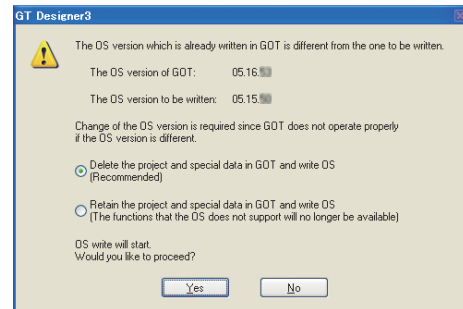 GT Designer3
The OS version which is already written in GOT is different from the one to be written.
The OS version of GOT: 05.16.
The OS version to be written: 05.15.
Change of the OS version is required since GOT does not operate properly
if the OS version is different.
Delete the project and special data in GOT and write OS
(Recommended)
Retain the project and special data in GOT and write OS
(The functions that the OS does not support will no longer be available)
OS write will start.
Would you like to proceed?
Yes No